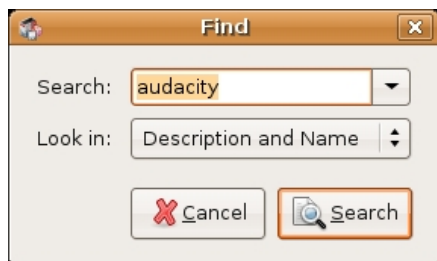 Find
Search: audacity
Look in: Description and Name
Cancel Search